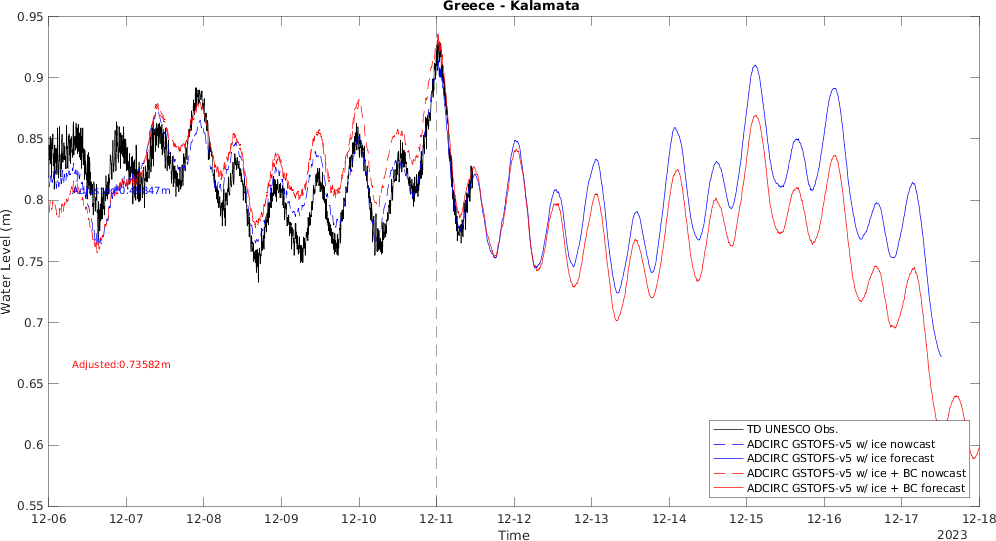 Greece - Kalamata
0.95
0.9
0.85
0.8
0.75
0.7
0.65
0.6
0.55
Water Level (m)
Adjusted:0.73582m
TD UNESCO Obs.
ADCIRC GSTOFS-v5 w/ ice nowcast
ADCIRC GSTOFS-v5 w/ ice forecast
ADCIRC GSTOFS-v5 w/ ice + BC nowcast
ADCIRC GSTOFS-v5 w/ ice + BC forecast
12-06 12-07 12-08 12-09 12-10 12-11 12-12 12-13 12-14 12-15 12-16 12-17 12-18
Time
2023